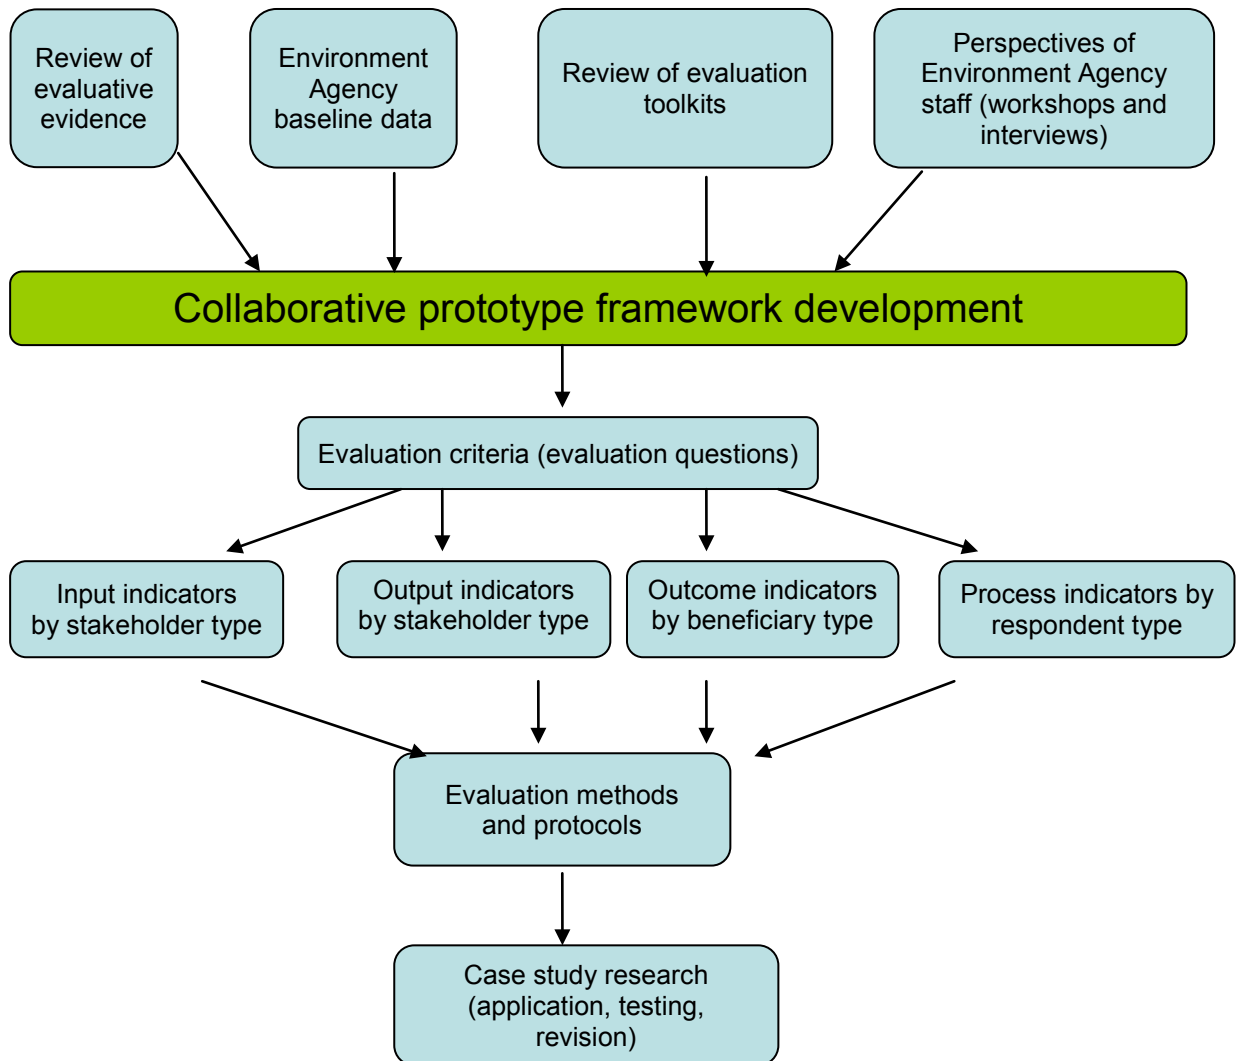 Review of
evaluative
evidence
Environment
Agency
baseline data
Review of evaluation
toolkits
Perspectives of
Environment Agency
staff (workshops and
interviews)
Collaborative prototype framework development
Evaluation criteria (evaluation questions)
Input indicators
by stakeholder type
Output indicators
by stakeholder type
Outcome indicators
by beneficiary type
Process indicators by
respondent type
Evaluation methods
and protocols
Case study research
(application, testing,
revision)